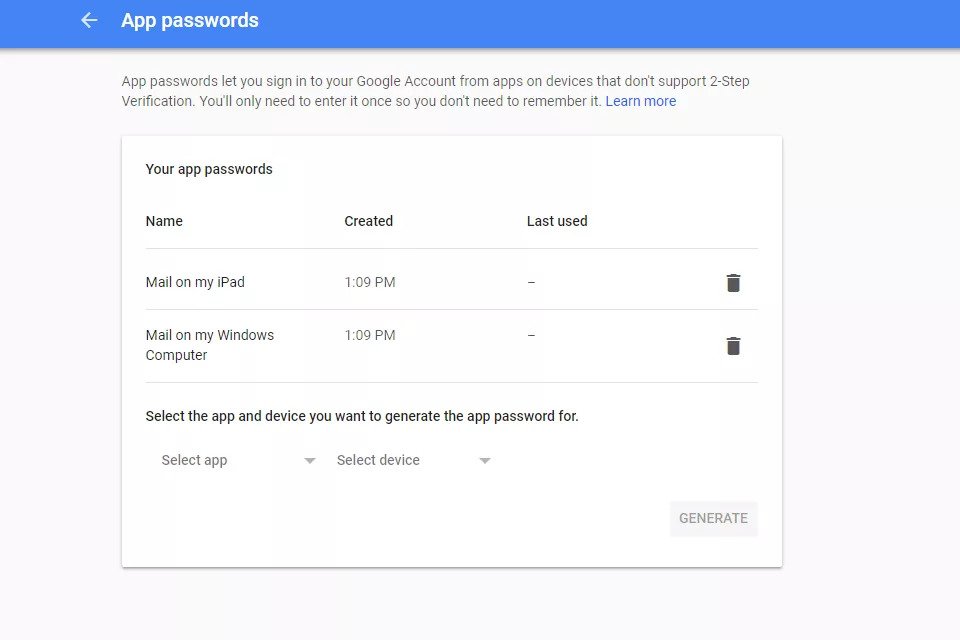 App passwords
App passwords let you sign in to your Google Account from apps on devices that don't support 2-Step
Verification. You'll only need to enter it once so you don't need to remember it. Learn more
Your app passwords
Name Created Last used
Mail on my iPad 1:09 PM –
Mail on my Windows 1:09 PM –
Computer
Select the app and device you want to generate the app password for.
Select app Select device
GENERATE